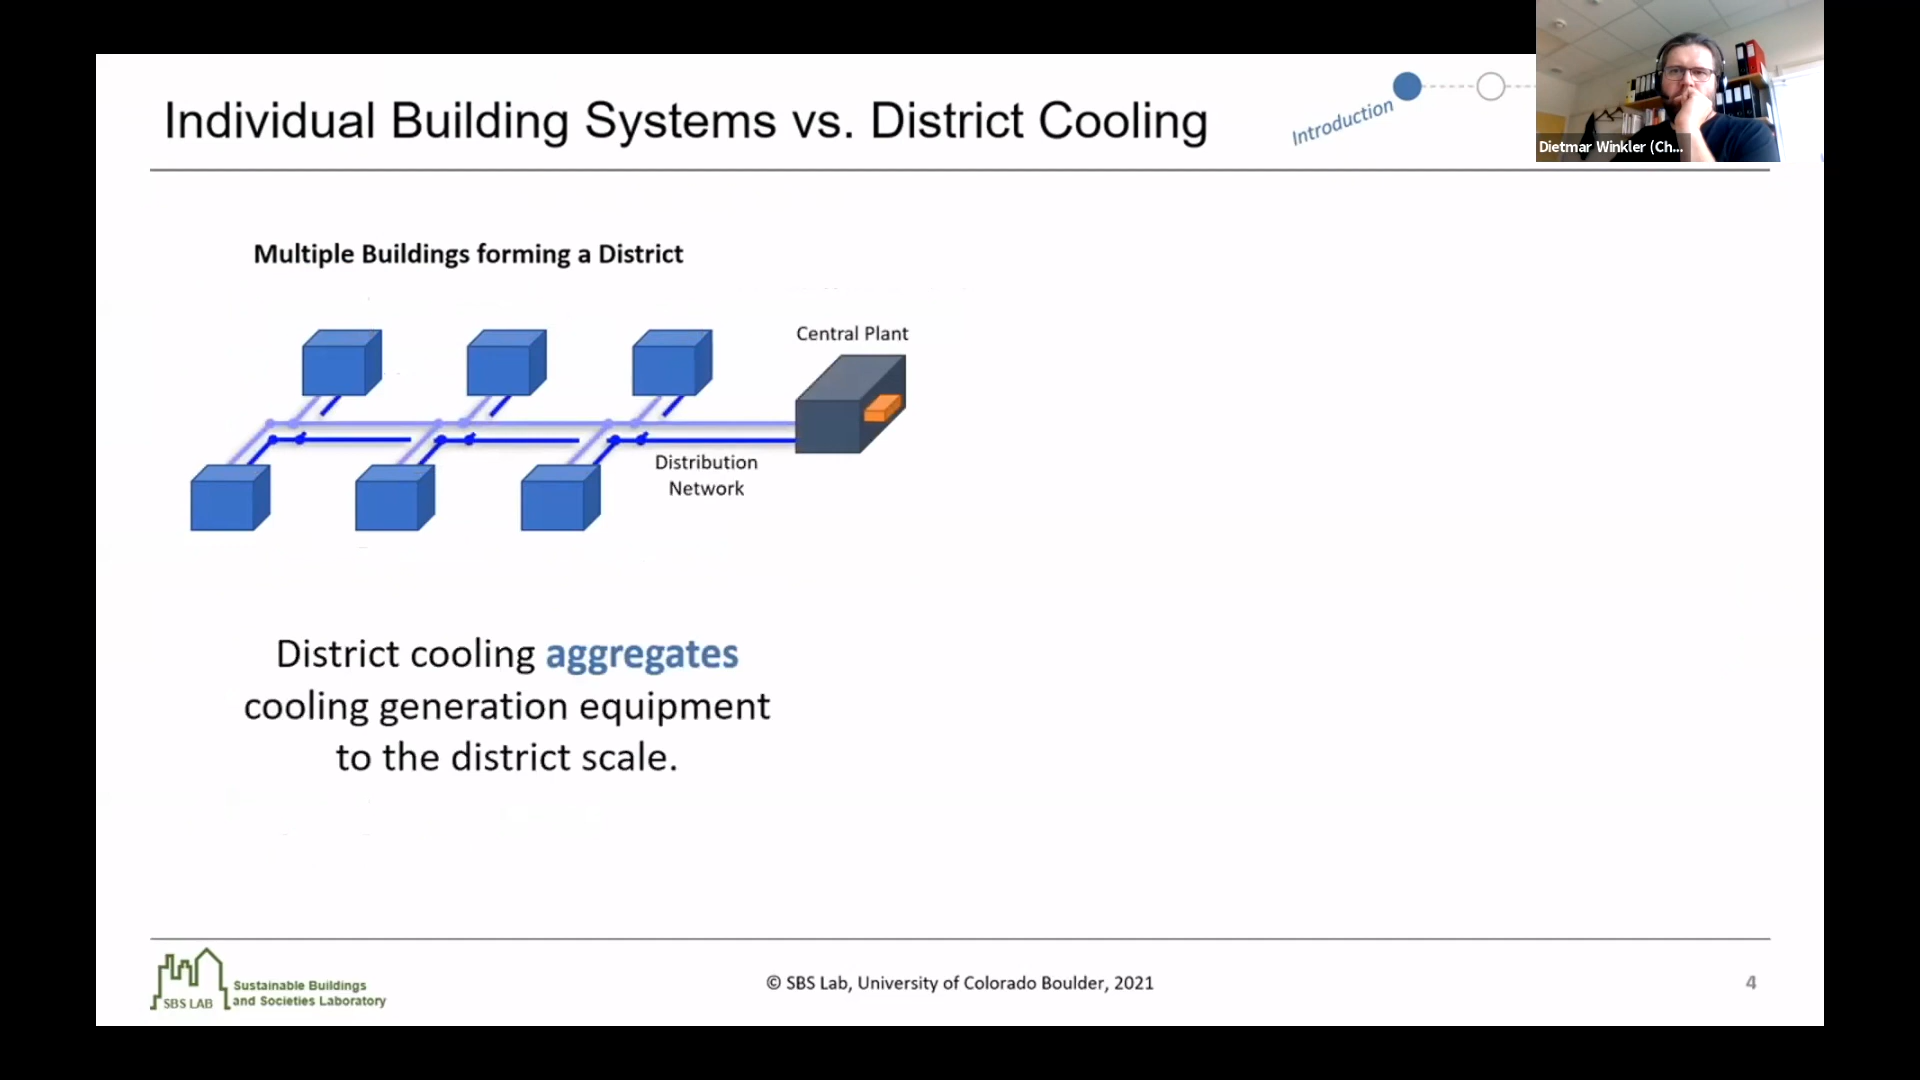 Individual Building Systems vs. District Cooling
Introduction
Dietmar Winkler (Ch...
Multiple Buildings forming a District
Central Plant
Distribution
Network
District cooling aggregates
cooling generation equipment
to the district scale.
SBS LAB
Sustainable Buildings
and Societies Laboratory
© SBS Lab, University of Colorado Boulder, 2021
4